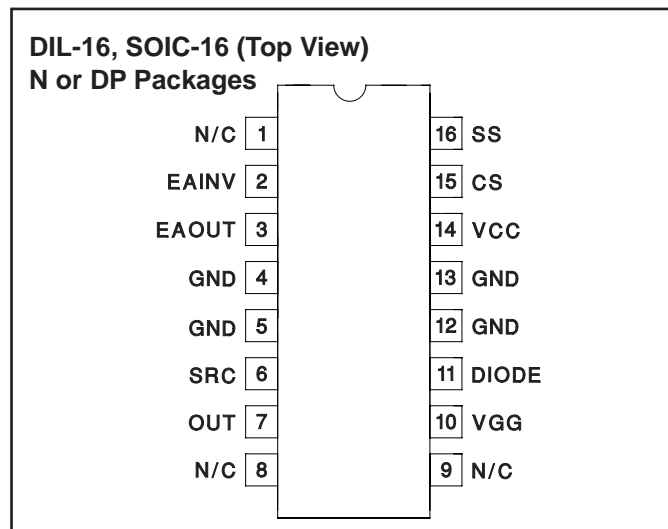 DIL-16, SOIC-16 (Top View)
N or DP Packages
N/C 1 16 SS
EAINV 2 15 CS
EAOUT 3 14 VCC
GND 4 13 GND
GND 5 12 GND
SRC 6 11 DIODE
OUT 7 10 VGG
N/C 8 9 N/C